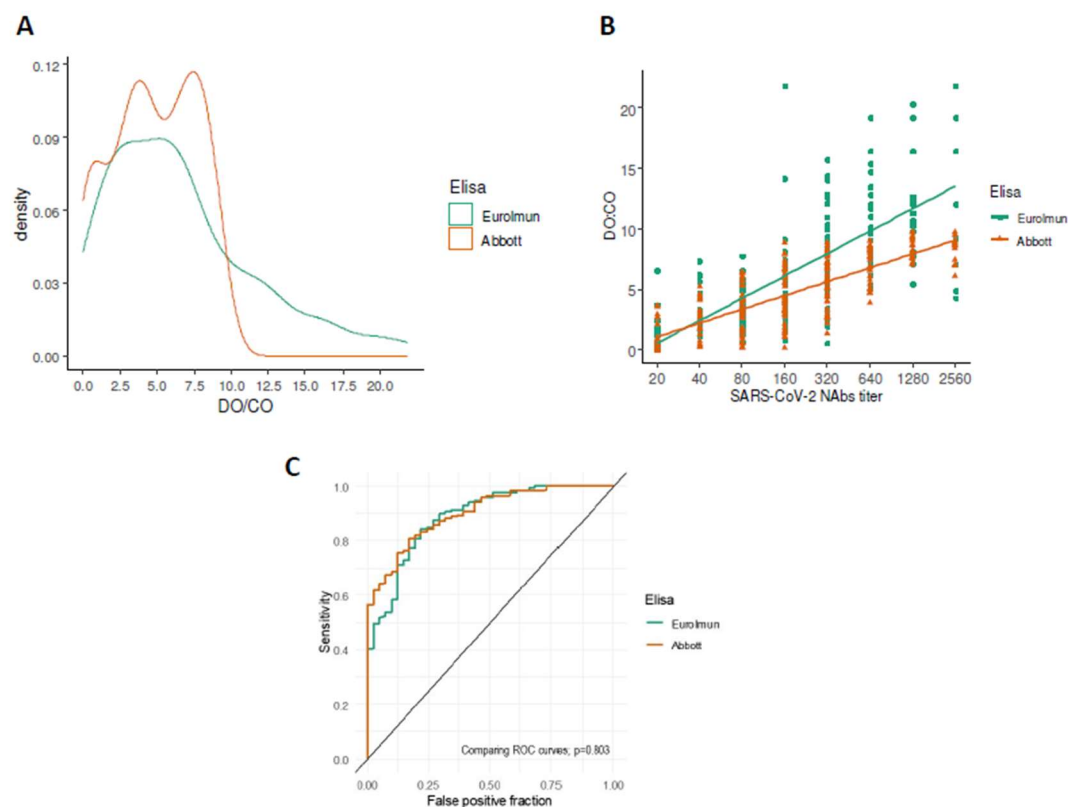 A
0.12
0.09
0.06
0.03
0.00
density
0.0 2.5 5.0 7.5 10.0 12.5 15.0 17.5 20.0
DO/CO
Elisa
EuroImun
Abbott
B
20
15
10
5
0
DO:CO
20 40 80 160 320 640 1280 2560
SARS-CoV-2 NAbs titer
Elisa
EuroImun
Abbott
C
1.0
0.8
0.6
0.4
0.2
0.0
Sensitivity
Comparing ROC curves; p=0.803
0.00 0.25 0.50 0.75 1.00
False positive fraction
Elisa
EuroImun
Abbott